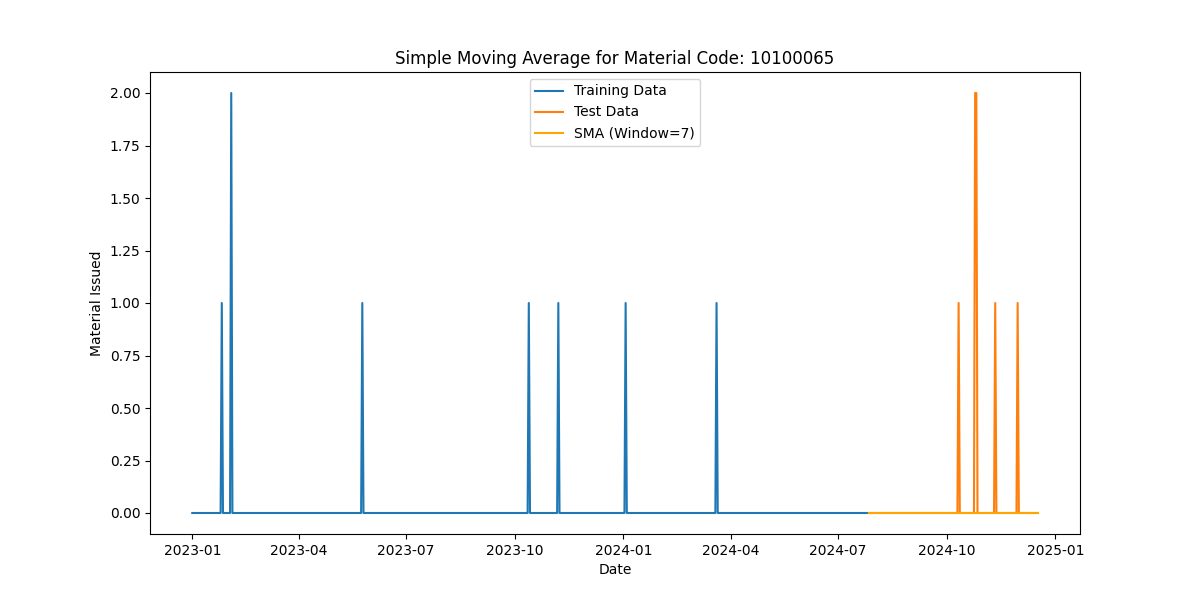 Simple Moving Average for Material Code: 10100065
Training Data
Test Data
SMA (Window=7)
Material Issued
2.00
1.75
1.50
1.25
1.00
0.75
0.50
0.25
0.00
2023-01 2023-04 2023-07 2023-10 2024-01 2024-04 2024-07 2024-10 2025-01
Date